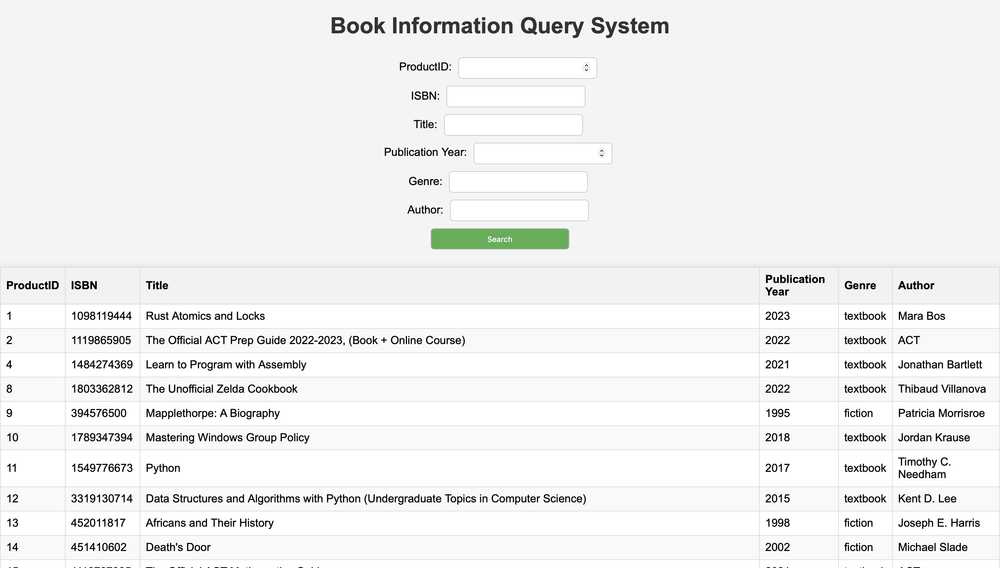 Book Information Query System
ProductID:
ISBN:
Title:
Publication Year:
Genre:
Author:
Search
ProductID ISBN Title Publication Year Genre Author
1 1098119444 Rust Atomics and Locks 2023 textbook Mara Bos
2 1119865905 The Official ACT Prep Guide 2022-2023, (Book + Online Course) 2022 textbook ACT
4 1484274369 Learn to Program with Assembly 2021 textbook Jonathan Bartlett
8 1803362812 The Unofficial Zelda Cookbook 2022 textbook Thibaud Villanova
9 394576500 Mapplethorpe: A Biography 1995 fiction Patricia Morrisroe
10 1789347394 Mastering Windows Group Policy 2018 textbook Jordan Krause
11 1549776673 Python 2017 textbook Timothy C. Needham
12 3319130714 Data Structures and Algorithms with Python (Undergraduate Topics in Computer Science) 2015 textbook Kent D. Lee
13 452011817 Africans and Their History 1998 fiction Joseph E. Harris
14 451410602 Death's Door 2002 fiction Michael Slade